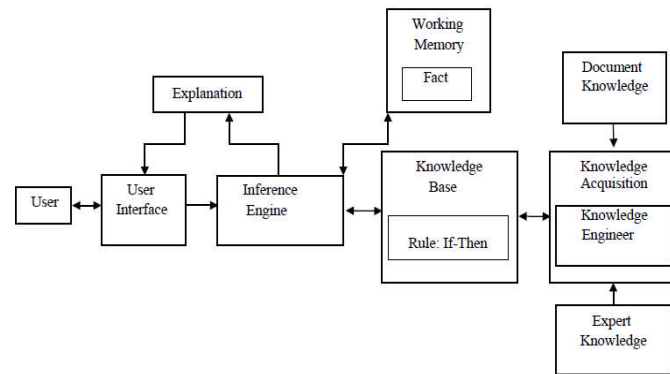 Working
Memory
Fact
Document
Knowledge
Explanation
User
User
Interface
Inference
Engine
Knowledge
Base
Rule: If-Then
Knowledge
Acquisition
Knowledge
Engineer
Expert
Knowledge